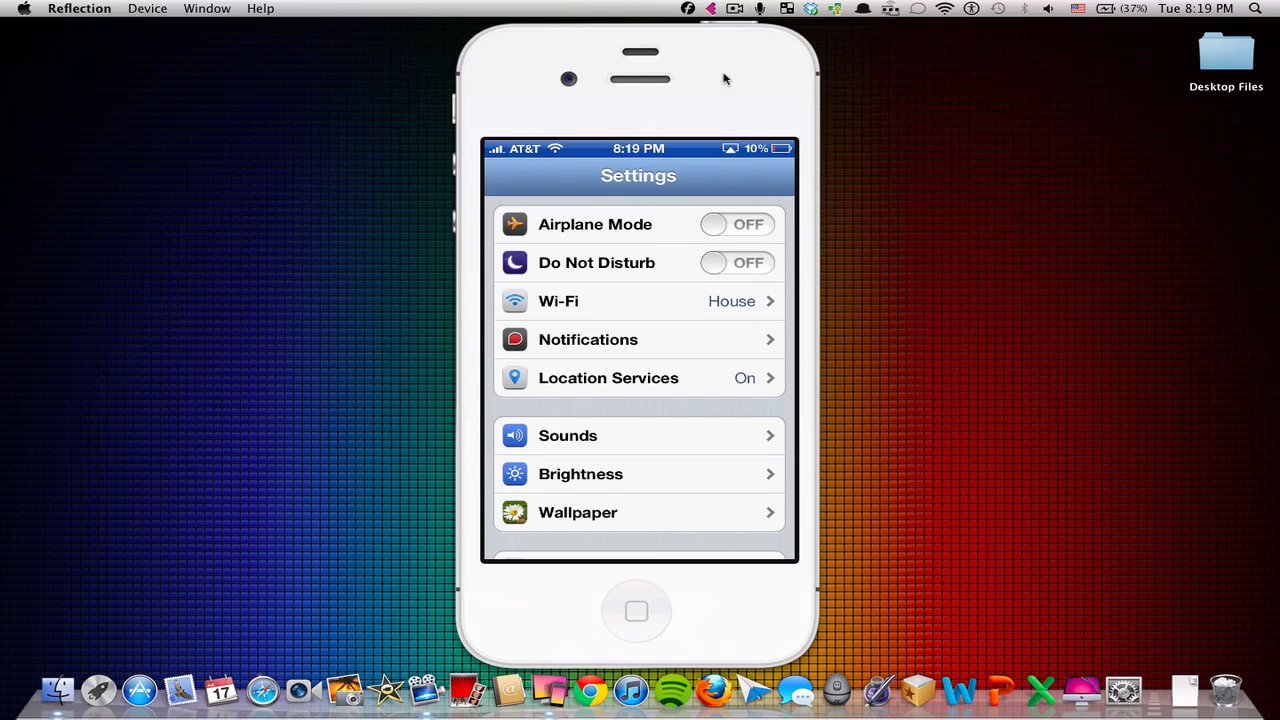 Reflection Device Window Help (37%) Tue 8:19 PM
Desktop Files
AT&T 8:19 PM 10%
Settings
Airplane Mode OFF
Do Not Disturb OFF
Wi-Fi House
Notifications
Location Services On
Sounds
Brightness
Wallpaper
17
@ W P X